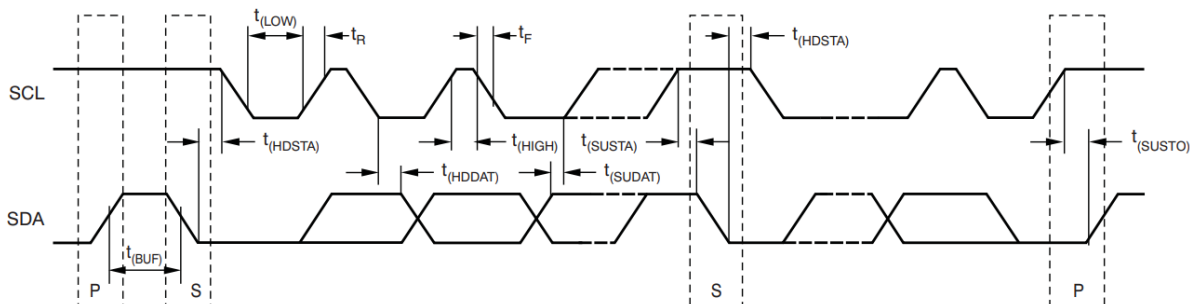 t(LOW)
tR
tF
t(HDSTA)
SCL
t(HDSTA)
t(HIGH)
t(SUSTA)
t(SUSTO)
t(HDDAT)
t(SUDAT)
SDA
t(BUF)
P
S
S
P